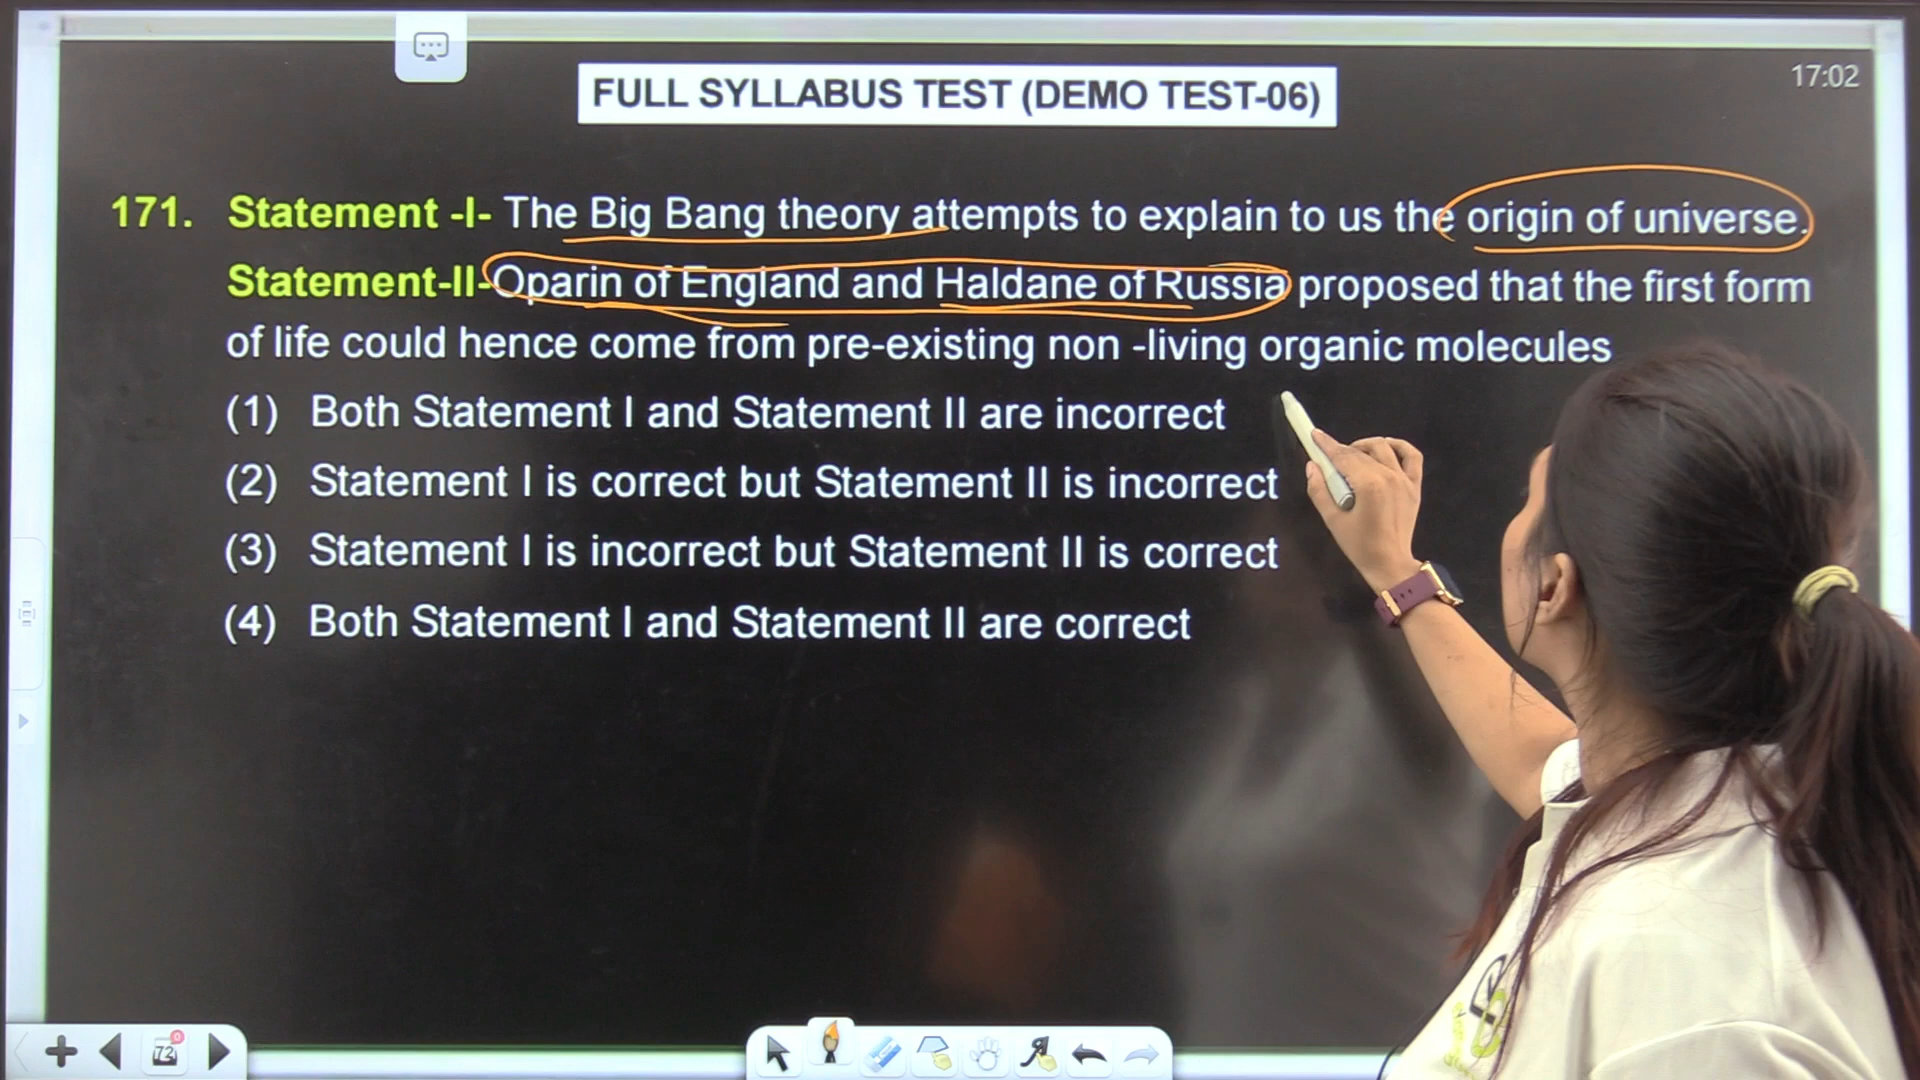 FULL SYLLABUS TEST (DEMO TEST-06)
17:02
171. Statement -I- The Big Bang theory attempts to explain to us the origin of universe.
Statement-II- Oparin of England and Haldane of Russia proposed that the first form
of life could hence come from pre-existing non -living organic molecules
(1) Both Statement I and Statement II are incorrect
(2) Statement I is correct but Statement II is incorrect
(3) Statement I is incorrect but Statement II is correct
(4) Both Statement I and Statement II are correct
72
0